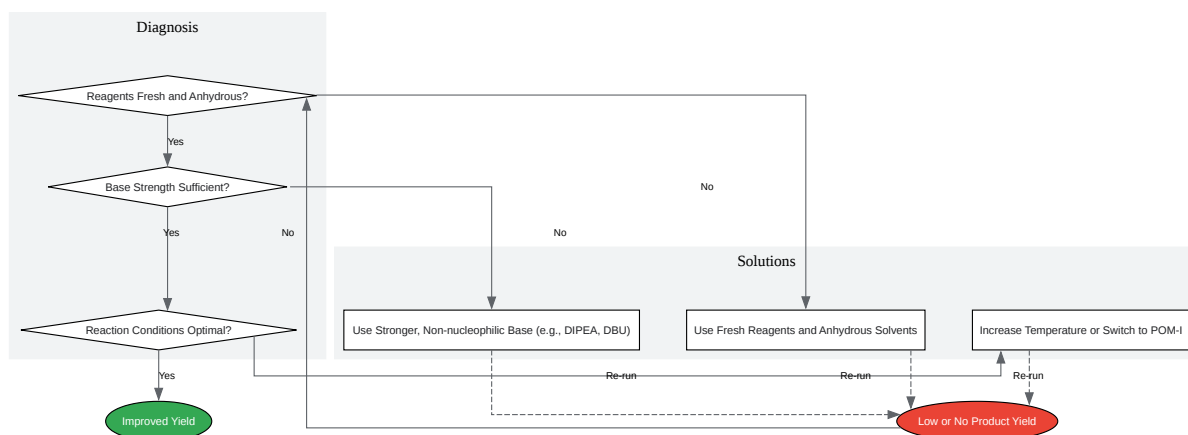 Diagnosis
Reagents Fresh and Anhydrous?
Yes
Base Strength Sufficient?
No
Yes
No
No
Solutions
Reaction Conditions Optimal?
Use Stronger, Non-nucleophilic Base (e.g., DIPEA, DBU)
Use Fresh Reagents and Anhydrous Solvents
Increase Temperature or Switch to POM-I
Yes
Re-run
Re-run
Re-run
Improved Yield
Low or No Product Yield